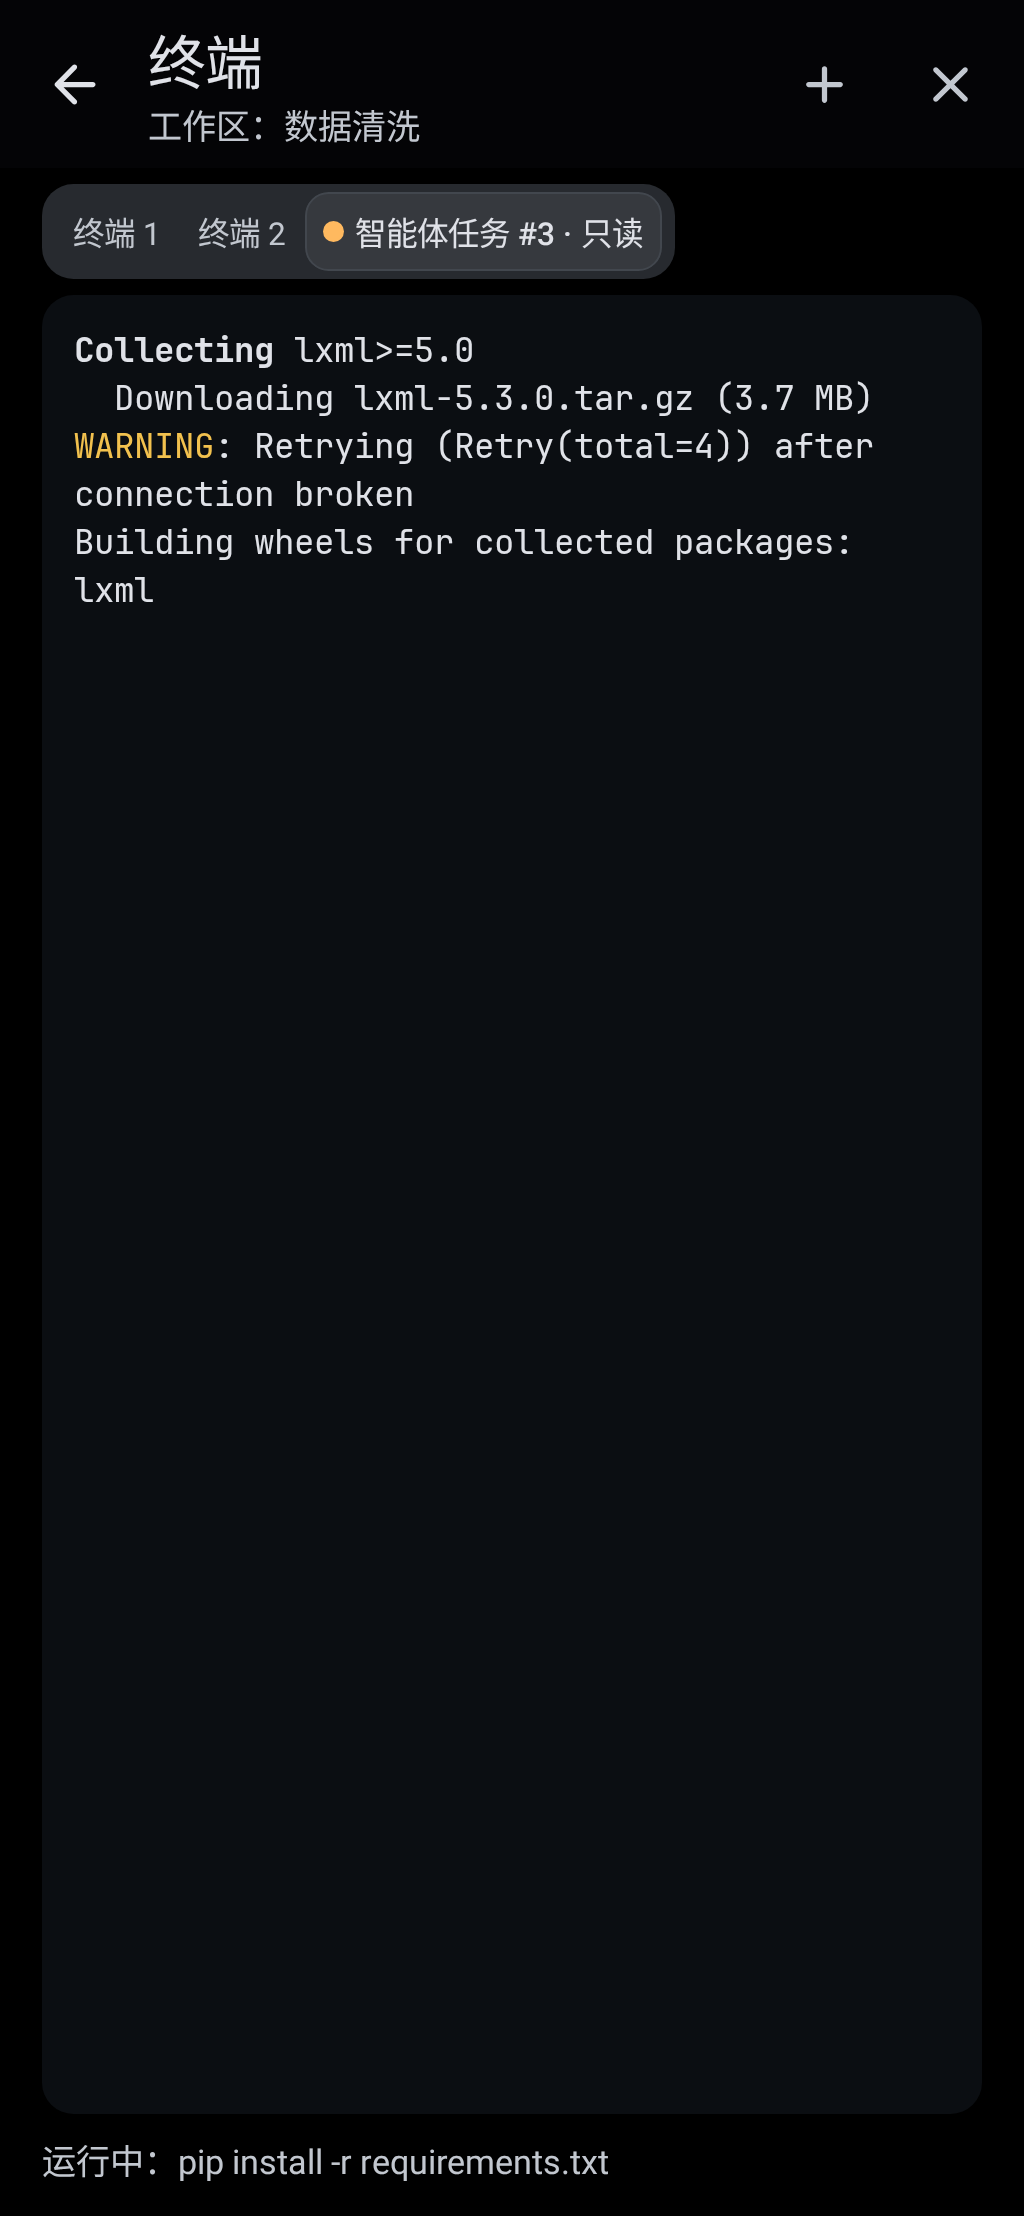 终端
工作区：数据清洗
终端 1
终端 2
智能体任务 #3 · 只读
Collecting lxml>=5.0
  Downloading lxml-5.3.0.tar.gz (3.7 MB)
WARNING: Retrying (Retry(total=4)) after
connection broken
Building wheels for collected packages:
lxml
运行中：pip install -r requirements.txt